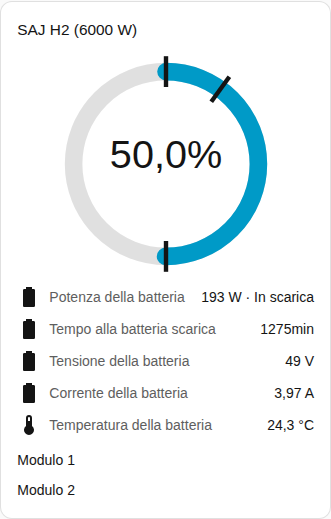 SAJ H2 (6000 W)
50,0%
Potenza della batteria 193 W · In scarica
Tempo alla batteria scarica 1275min
Tensione della batteria 49 V
Corrente della batteria 3,97 A
Temperatura della batteria 24,3 °C
Modulo 1
Modulo 2